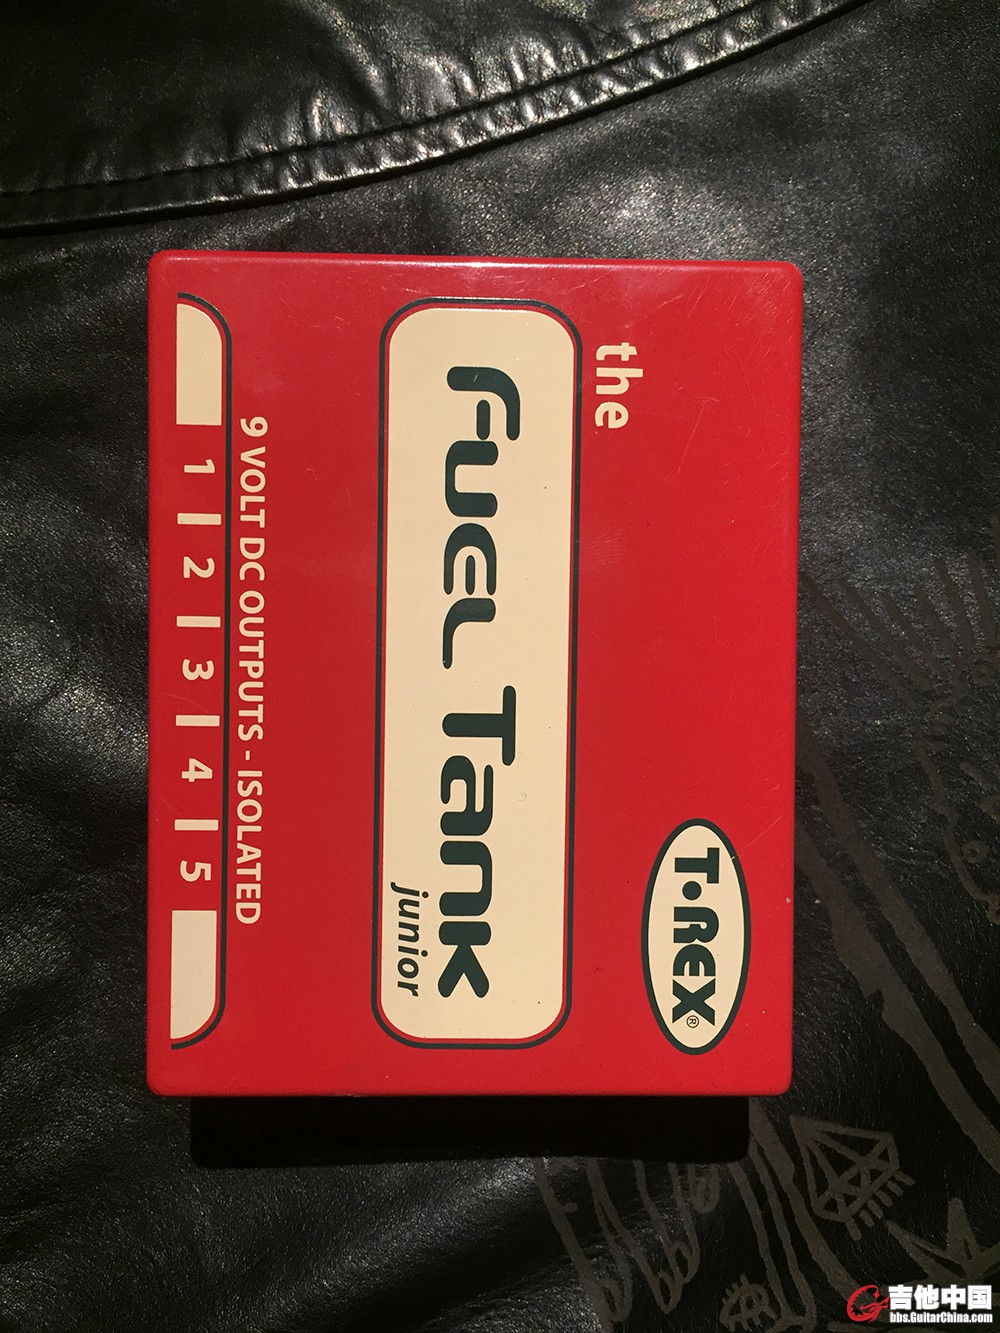 T·REX®
the
Fuel Tank
junior
9 VOLT DC OUTPUTS - ISOLATED
1 2 3 4 5
吉他中国
bbs.GuitarChina.com